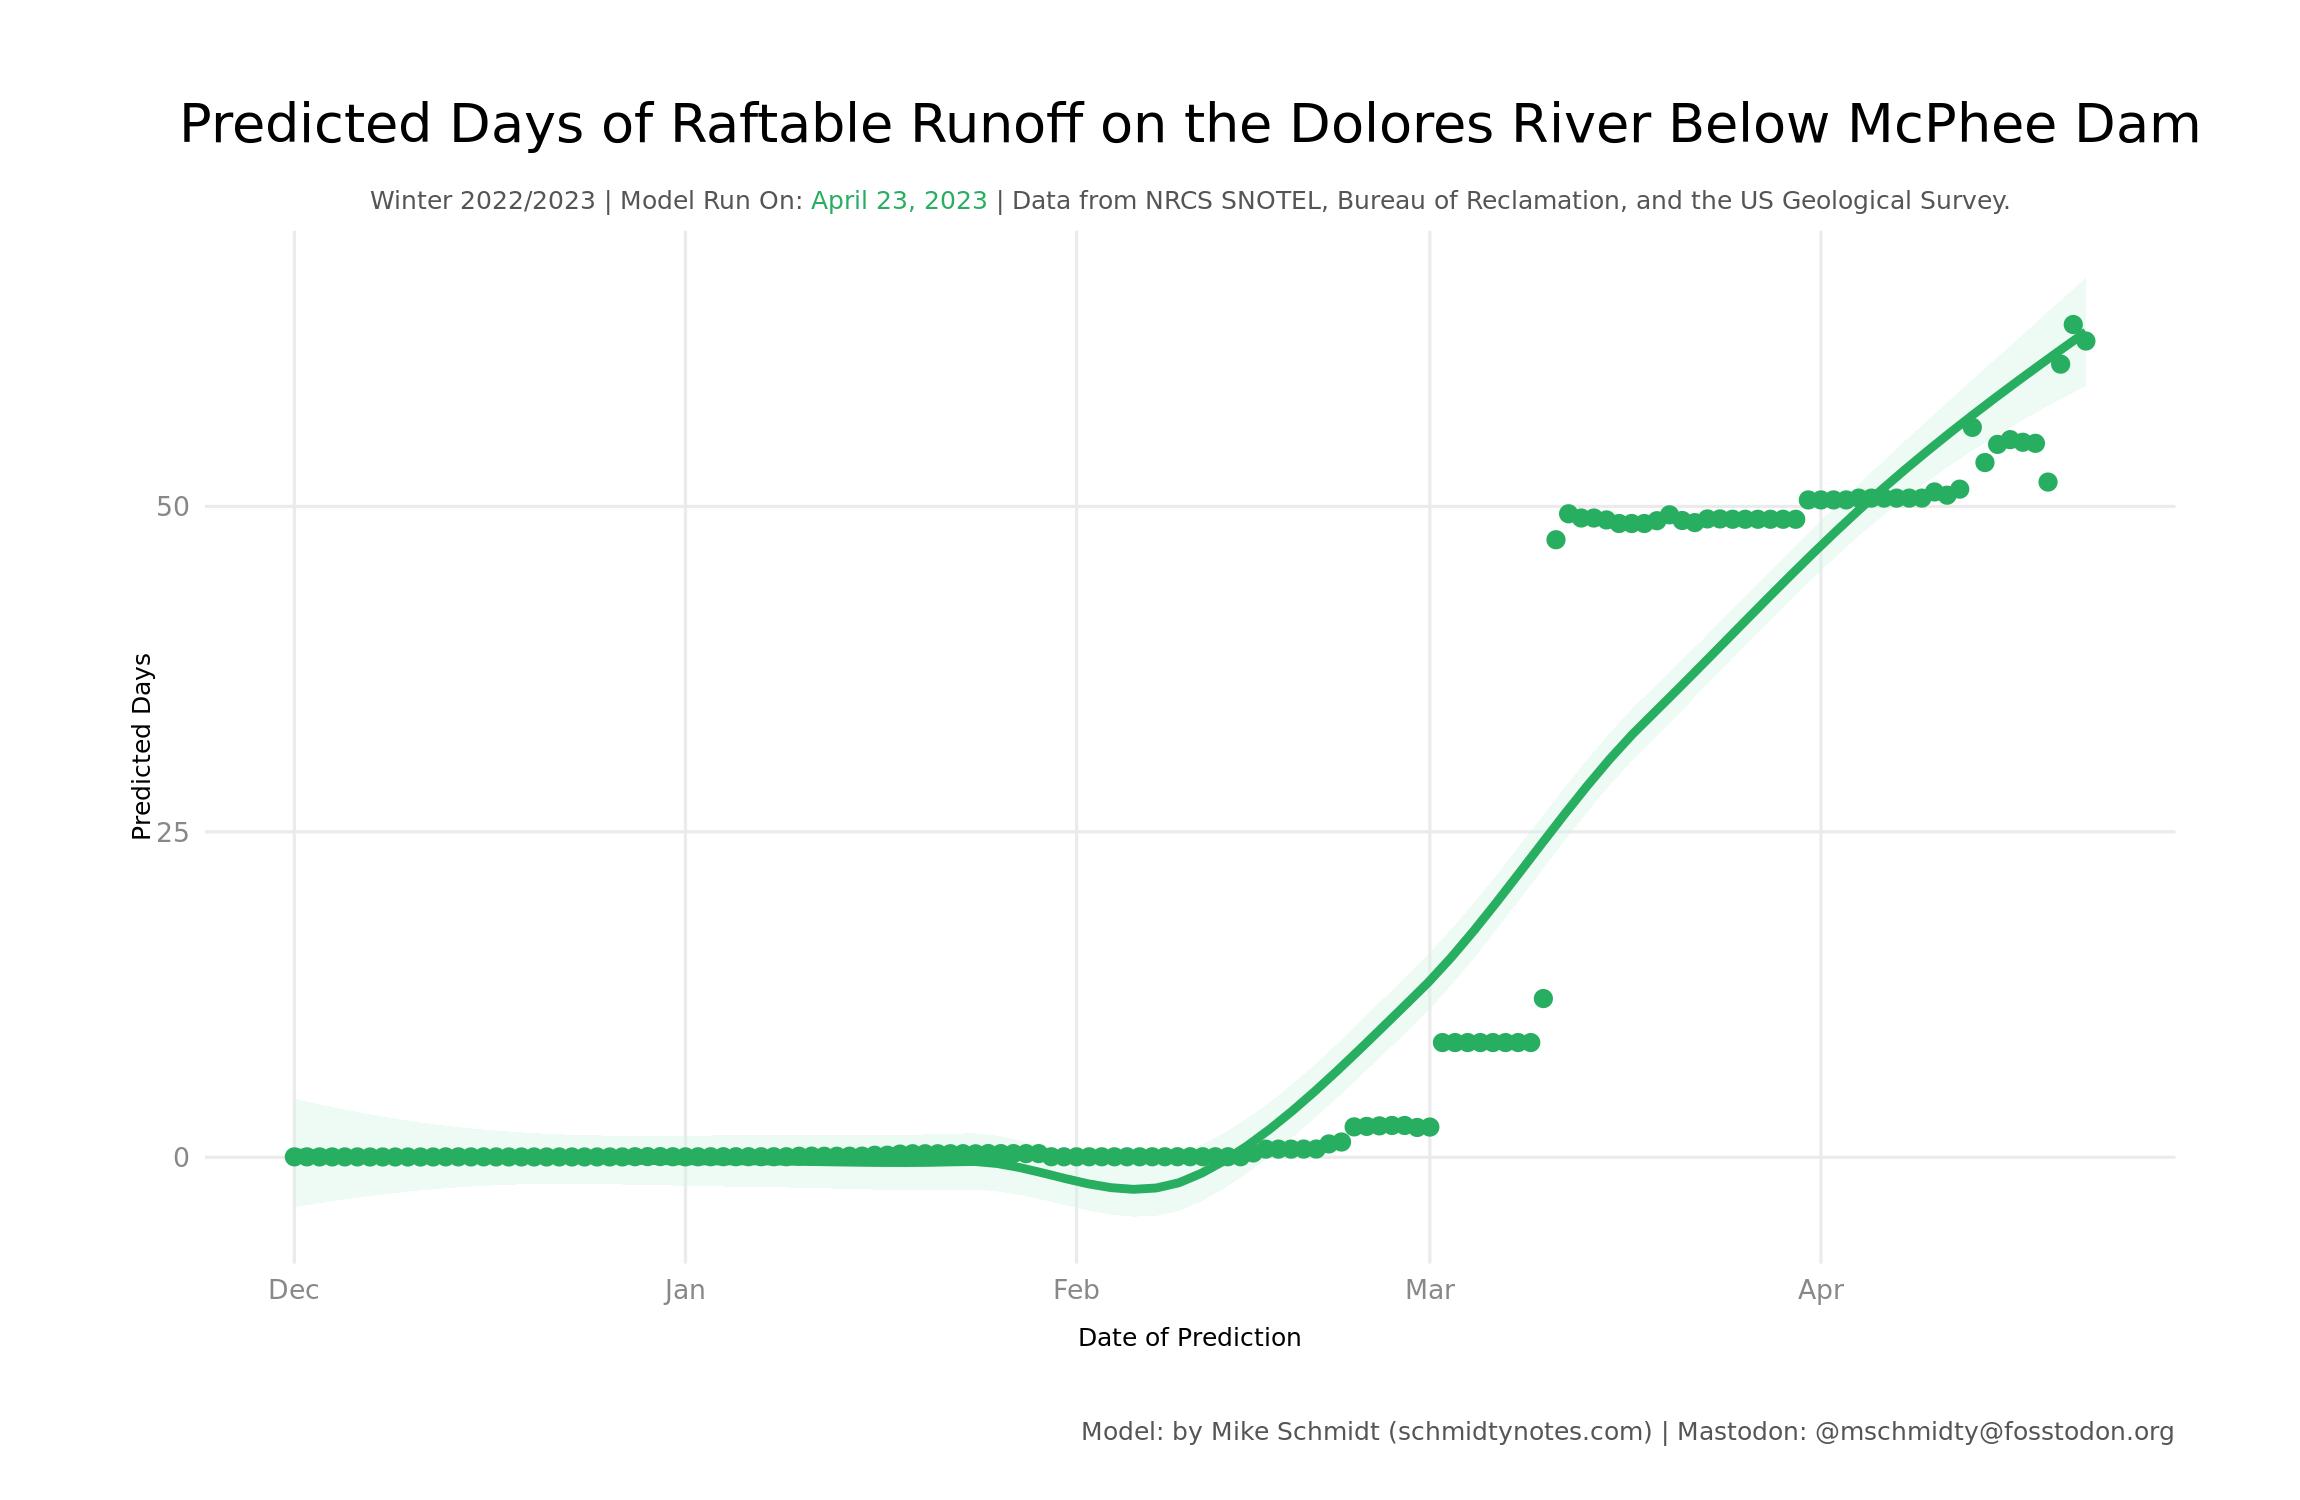 Predicted Days of Raftable Runoff on the Dolores River Below McPhee Dam
Winter 2022/2023 | Model Run On: April 23, 2023 | Data from NRCS SNOTEL, Bureau of Reclamation, and the US Geological Survey.
Predicted Days
50
25
0
Dec Jan Feb Mar Apr
Date of Prediction
Model: by Mike Schmidt (schmidtynotes.com) | Mastodon: @mschmidty@fosstodon.org